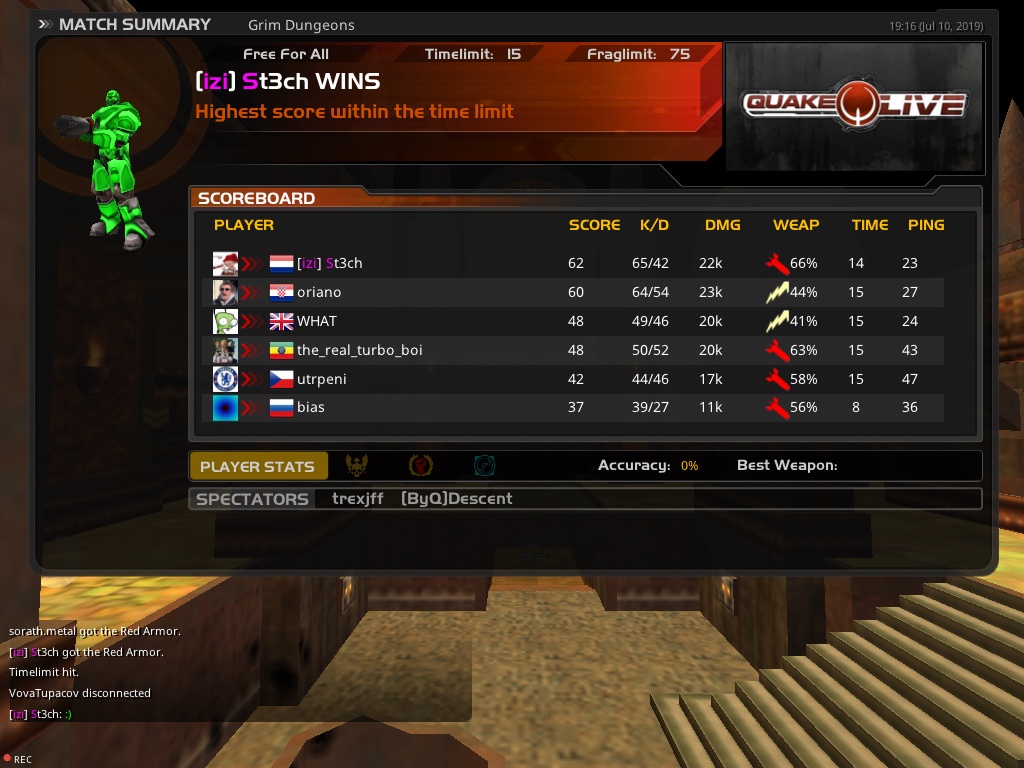 MATCH SUMMARY Grim Dungeons 19:16 (Jul 10, 2019)
Free For All Timelimit: 15 Fraglimit: 75
[izi] St3ch WINS
Highest score within the time limit
QUAKE LIVE
SCOREBOARD
PLAYER SCORE K/D DMG WEAP TIME PING
[izi] St3ch 62 65/42 22k 66% 14 23
oriano 60 64/54 23k 44% 15 27
WHAT 48 49/46 20k 41% 15 24
the_real_turbo_boi 48 50/52 20k 63% 15 43
utrpeni 42 44/46 17k 58% 15 47
bias 37 39/27 11k 56% 8 36
PLAYER STATS Accuracy: 0% Best Weapon:
SPECTATORS trexjff [ByQ]Descent
sorath.metal got the Red Armor.
[izi] St3ch got the Red Armor.
Timelimit hit.
VovaTupacov disconnected
[izi] St3ch: :)
REC